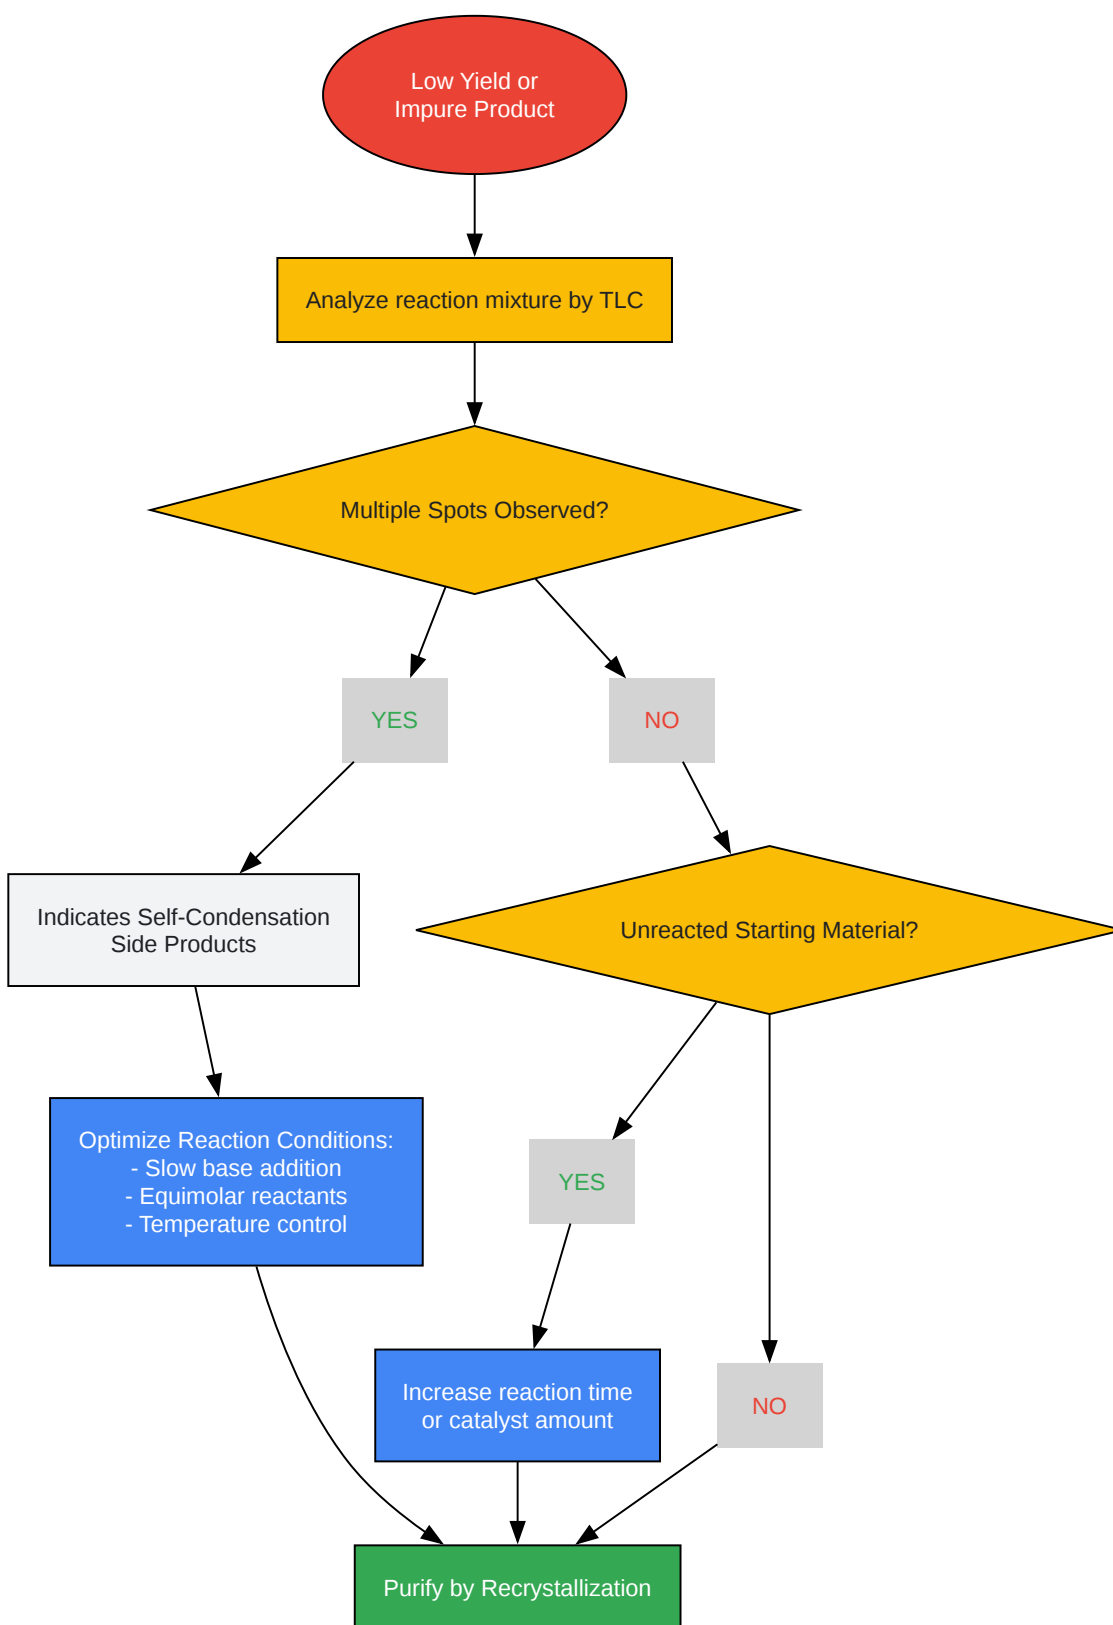 Low Yield or
Impure Product
Analyze reaction mixture by TLC
Multiple Spots Observed?
YES
NO
Indicates Self-Condensation
Side Products
Unreacted Starting Material?
Optimize Reaction Conditions:
- Slow base addition
- Equimolar reactants
- Temperature control
YES
Increase reaction time
or catalyst amount
NO
Purify by Recrystallization